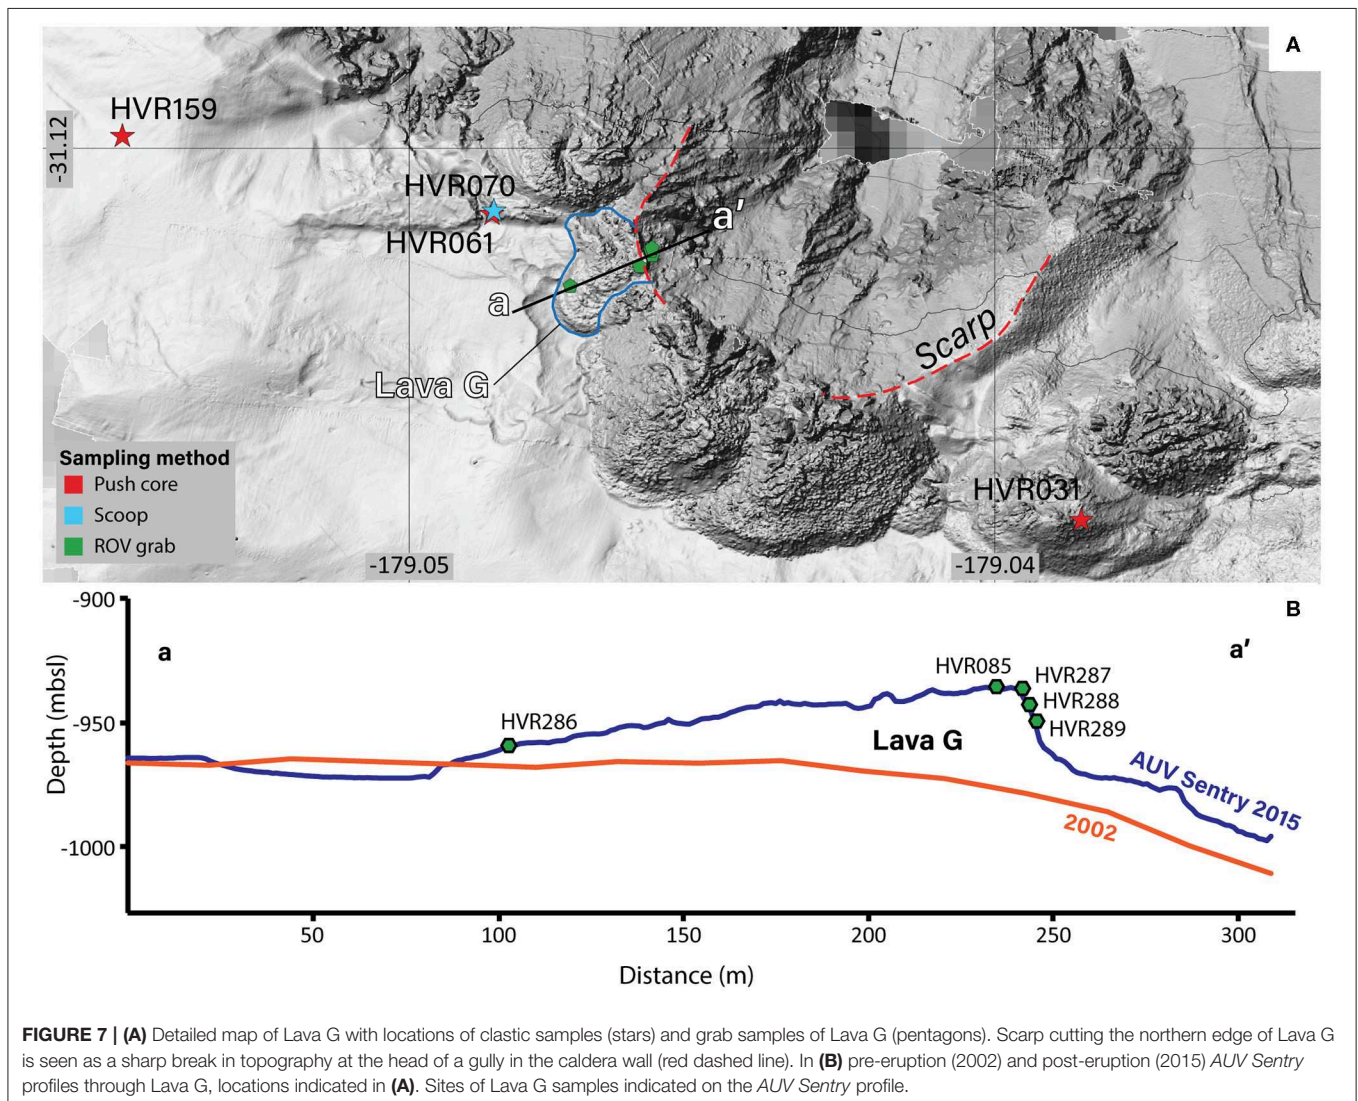 A
HVR159
-31.12
HVR070
HVR061
a'
a
Lava G
Scarp
Sampling method
Push core
Scoop
ROV grab
HVR031
-179.05
-179.04
B
-900
-950
-1000
Depth (mbsl)
a
a'
HVR085
HVR287
HVR288
HVR289
HVR286
Lava G
AUV Sentry 2015
2002
50
100
150
200
250
300
Distance (m)
FIGURE 7 | (A) Detailed map of Lava G with locations of clastic samples (stars) and grab samples of Lava G (pentagons). Scarp cutting the northern edge of Lava G
is seen as a sharp break in topography at the head of a gully in the caldera wall (red dashed line). In (B) pre-eruption (2002) and post-eruption (2015) AUV Sentry
profiles through Lava G, locations indicated in (A). Sites of Lava G samples indicated on the AUV Sentry profile.